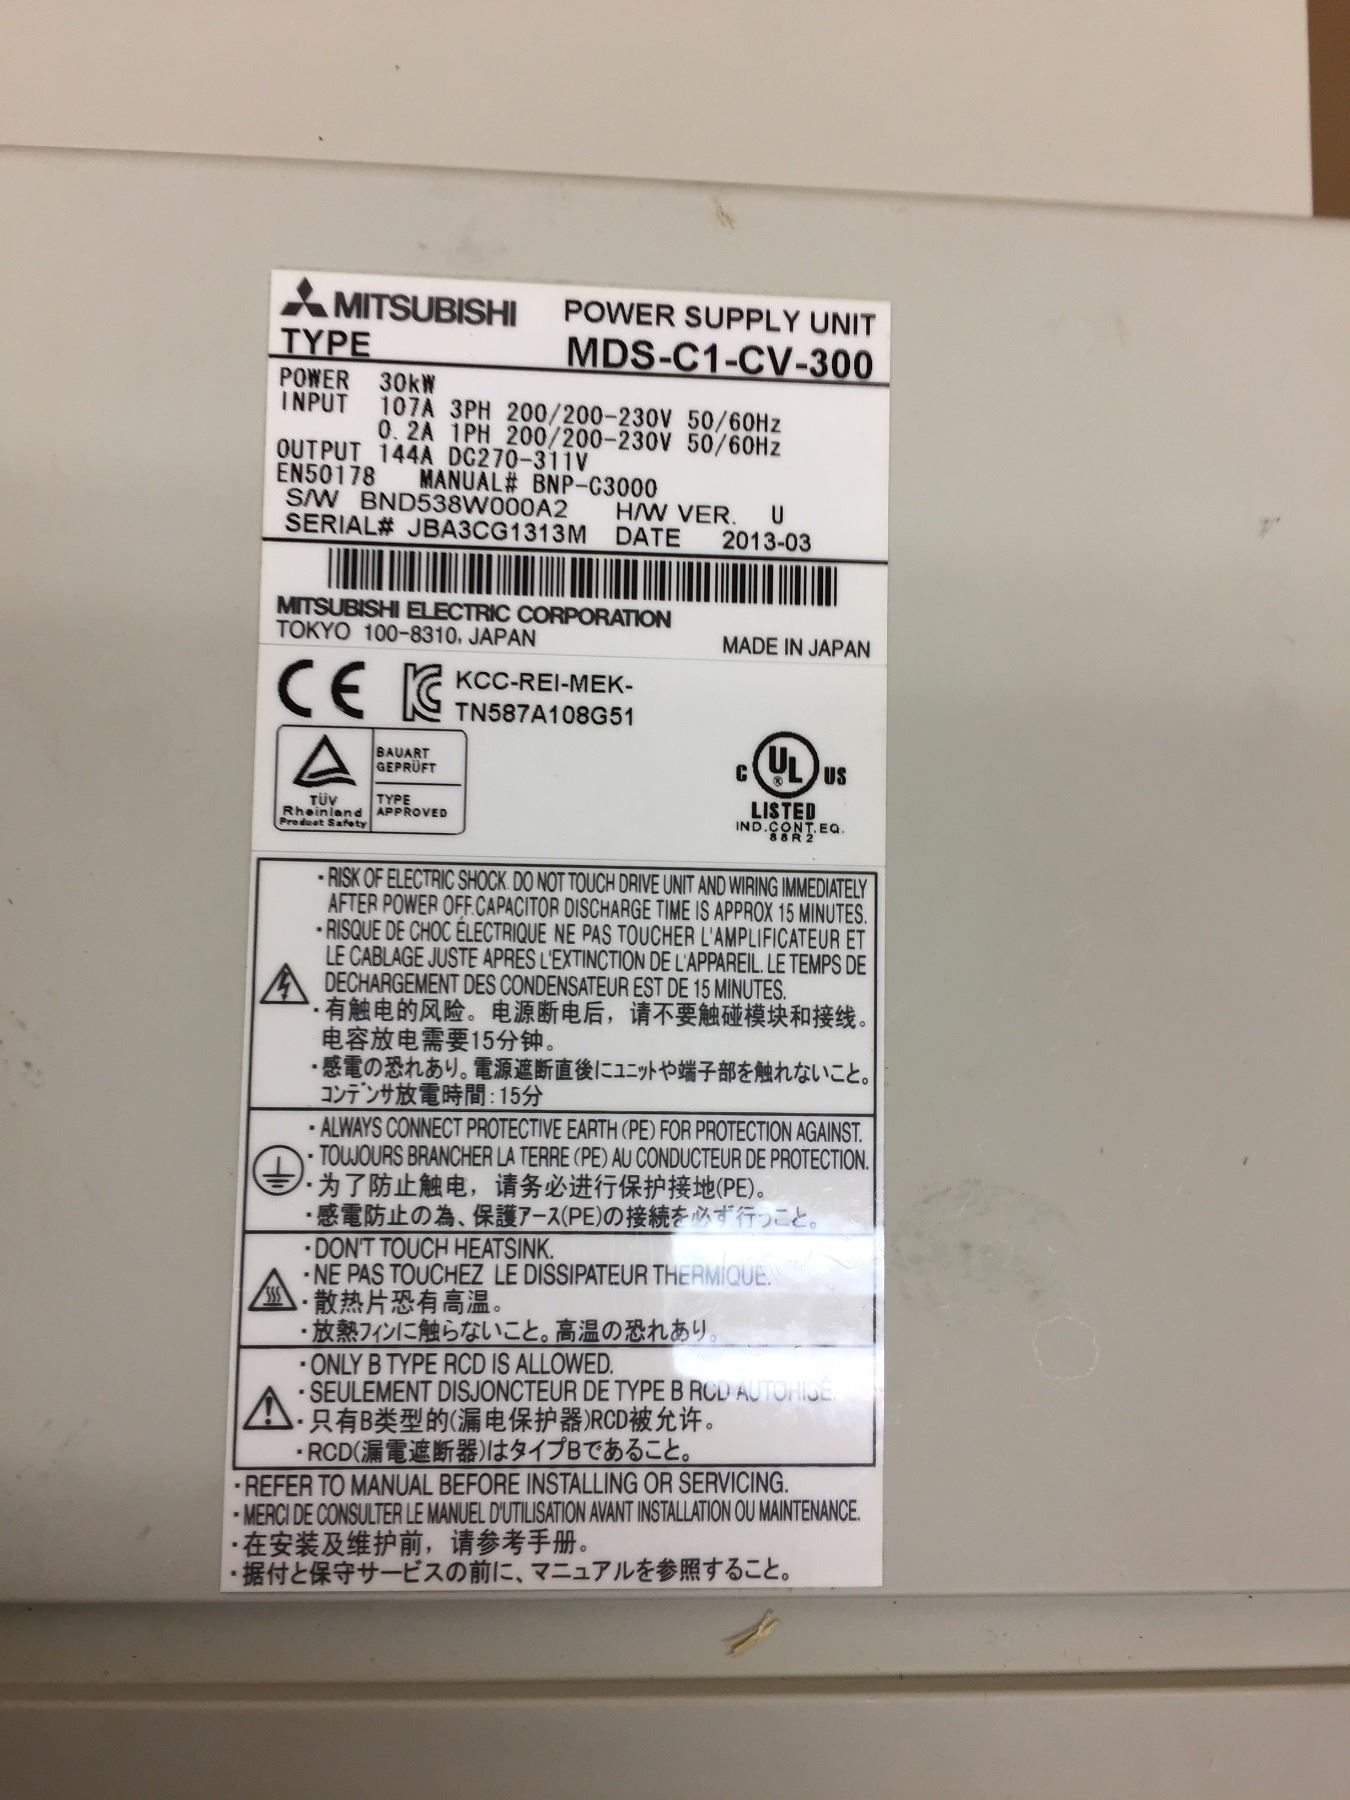 MITSUBISHI POWER SUPPLY UNIT
TYPE MDS-C1-CV-300
POWER 30kW
INPUT 107A 3PH 200/200-230V 50/60Hz
0.2A 1PH 200/200-230V 50/60Hz
OUTPUT 144A DC270-311V
EN50178 MANUAL# BNP-C3000
S/W BND538W000A2 H/W VER. U
SERIAL# JBA3CG1313M DATE 2013-03
MITSUBISHI ELECTRIC CORPORATION
TOKYO 100-8310, JAPAN MADE IN JAPAN
CE KC KCC-REI-MEK-
TN587A108G51
BAUART
GEPRÜFT
TÜV
Rheinland
Product Safety
TYPE
APPROVED
C UL® US
LISTED
IND.CONT.EQ.
88R2
・RISK OF ELECTRIC SHOCK. DO NOT TOUCH DRIVE UNIT AND WIRING IMMEDIATELY
AFTER POWER OFF.CAPACITOR DISCHARGE TIME IS APPROX 15 MINUTES.
・RISQUE DE CHOC ÉLECTRIQUE NE PAS TOUCHER L'AMPLIFICATEUR ET
LE CABLAGE JUSTE APRES L'EXTINCTION DE L'APPAREIL. LE TEMPS DE
DECHARGEMENT DES CONDENSATEUR EST DE 15 MINUTES.
・有触电的风险。电源断电后，请不要触碰模块和接线。
电容放电需要15分钟。
・感電の恐れあり。電源遮断直後にユニットや端子部を触れないこと。
コンデンサ放電時間:15分
・ALWAYS CONNECT PROTECTIVE EARTH (PE) FOR PROTECTION AGAINST.
・TOUJOURS BRANCHER LA TERRE (PE) AU CONDUCTEUR DE PROTECTION.
・为了防止触电，请务必进行保护接地(PE)。
・感電防止の為、保護アース(PE)の接続を必ず行うこと。
・DON'T TOUCH HEATSINK.
・NE PAS TOUCHEZ LE DISSIPATEUR THERMIQUE.
・散热片恐有高温。
・放熱フィンに触らないこと。高温の恐れあり。
・ONLY B TYPE RCD IS ALLOWED.
・SEULEMENT DISJONCTEUR DE TYPE B RCD AUTORISÉ.
・只有B类型的(漏电保护器)RCD被允许。
・RCD(漏電遮断器)はタイプBであること。
・REFER TO MANUAL BEFORE INSTALLING OR SERVICING.
・MERCI DE CONSULTER LE MANUEL D'UTILISATION AVANT INSTALLATION OU MAINTENANCE.
・在安装及维护前，请参考手册。
・据付と保守サービスの前に、マニュアルを参照すること。